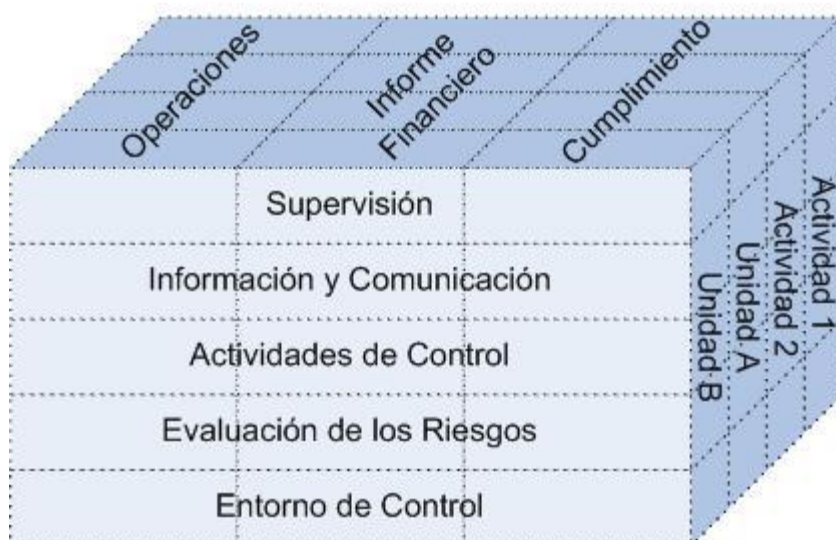 Operaciones
Informe
Financiero
Cumplimiento
Supervisión
Información y Comunicación
Actividades de Control
Evaluación de los Riesgos
Entorno de Control
Unidad B
Unidad A
Actividad 2
Actividad 1